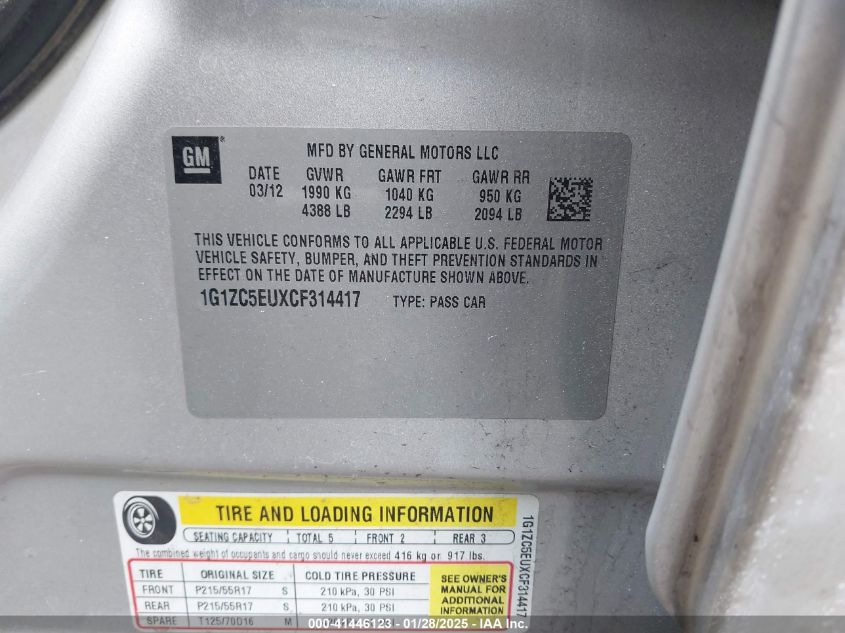 GM ®
MFD BY GENERAL MOTORS LLC
DATE GVWR GAWR FRT GAWR RR
03/12 1990 KG 1040 KG 950 KG
4388 LB 2294 LB 2094 LB
THIS VEHICLE CONFORMS TO ALL APPLICABLE U.S. FEDERAL MOTOR
VEHICLE SAFETY, BUMPER, AND THEFT PREVENTION STANDARDS IN
EFFECT ON THE DATE OF MANUFACTURE SHOWN ABOVE.
1G1ZC5EUXCF314417 TYPE: PASS CAR
TIRE AND LOADING INFORMATION
SEATING CAPACITY TOTAL 5 FRONT 2 REAR 3
The combined weight of occupants and cargo should never exceed 416 kg or 917 lbs.
TIRE ORIGINAL SIZE COLD TIRE PRESSURE
FRONT P215/55R17 S 210 kPa, 30 PSI
REAR P215/55R17 S 210 kPa, 30 PSI
SPARE T125/70D16 M
SEE OWNER'S
MANUAL FOR
ADDITIONAL
INFORMATION
1G1ZC5EUXCF314417
000-41446123 - 01/28/2025 - IAA Inc.